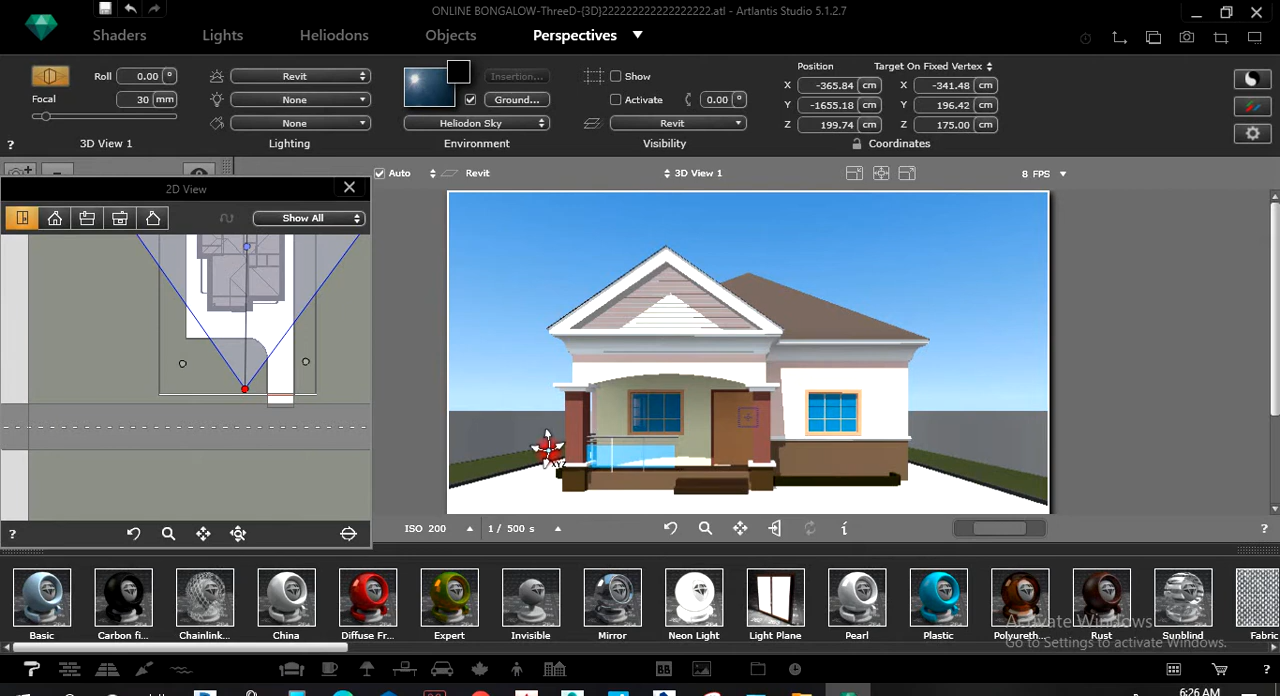 ONLINE BONGALOW-ThreeD-{3D}2222222222222222222.atl - Artlantis Studio 5.1.2.7
Shaders Lights Heliodons Objects Perspectives
Roll 0.00 °
Focal 30 mm
? 3D View 1
Revit
None
None
Lighting
Insertion...
Ground...
Heliodon Sky
Environment
Show
Activate 0.00 °
Revit
Visibility
Position Target On Fixed Vertex
X -365.84 cm X -341.48 cm
Y -1655.18 cm Y 196.42 cm
Z 199.74 cm Z 175.00 cm
Coordinates
Auto Revit 3D View 1 8 FPS
2D View
Show All
XYZ
?
ISO 200 1 / 500 s i ?
Basic Carbon fi... Chainlink... China Diffuse Fr... Expert Invisible Mirror Neon Light Light Plane Pearl Plastic Polyureth... Rust Sunblind Fabric
Activate Windows
Go to Settings to activate Windows.
BB ?
6:26 AM